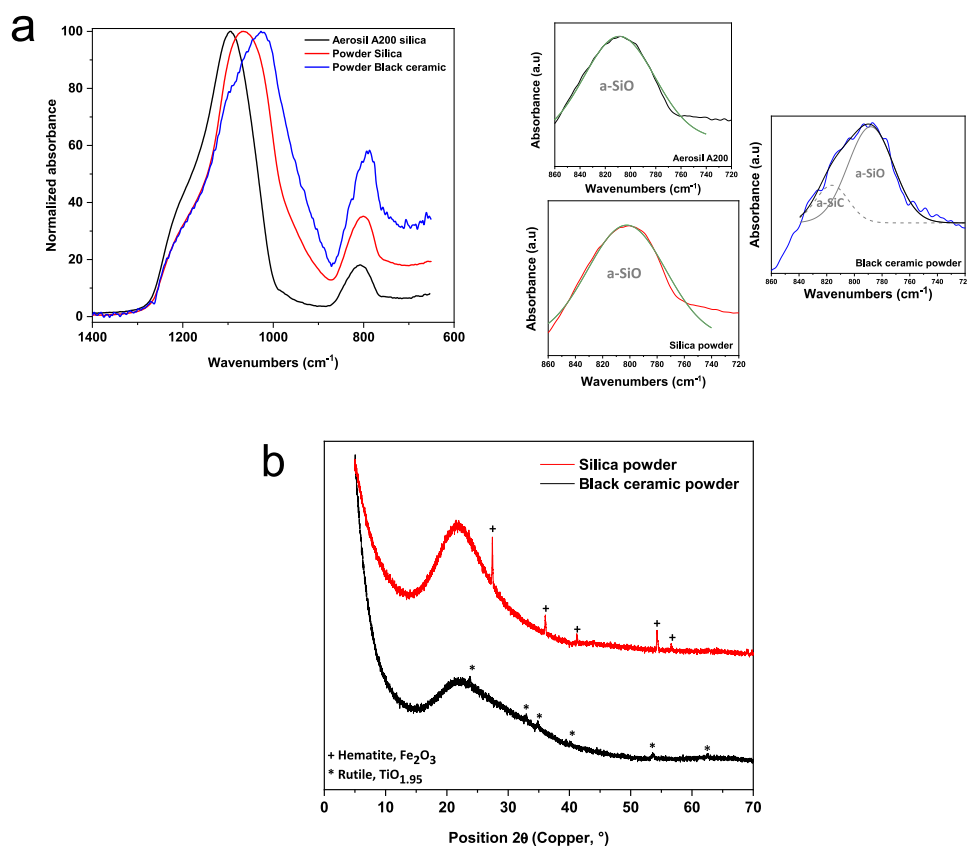 a
Normalized absorbance
100
80
60
40
20
0
1400 1200 1000 800 600
Wavenumbers (cm⁻¹)
Aerosil A200 silica
Powder Silica
Powder Black ceramic
Absorbance (a.u)
a-SiO
Aerosil A200
860 840 820 800 780 760 740 720
Wavenumbers (cm⁻¹)
Absorbance (a.u)
a-SiO
Silica powder
860 840 820 800 780 760 740 720
Wavenumbers (cm⁻¹)
Absorbance (a.u)
a-SiO
a-SiC
Black ceramic powder
860 840 820 800 780 760 740 72
Wavenumbers (cm⁻¹)
b
Silica powder
Black ceramic powder
+
+
+
+
+
*
*
*
*
*
*
+ Hematite, Fe₂O₃
* Rutile, TiO₁.₉₅
0 10 20 30 40 50 60 70
Position 2θ (Copper, °)